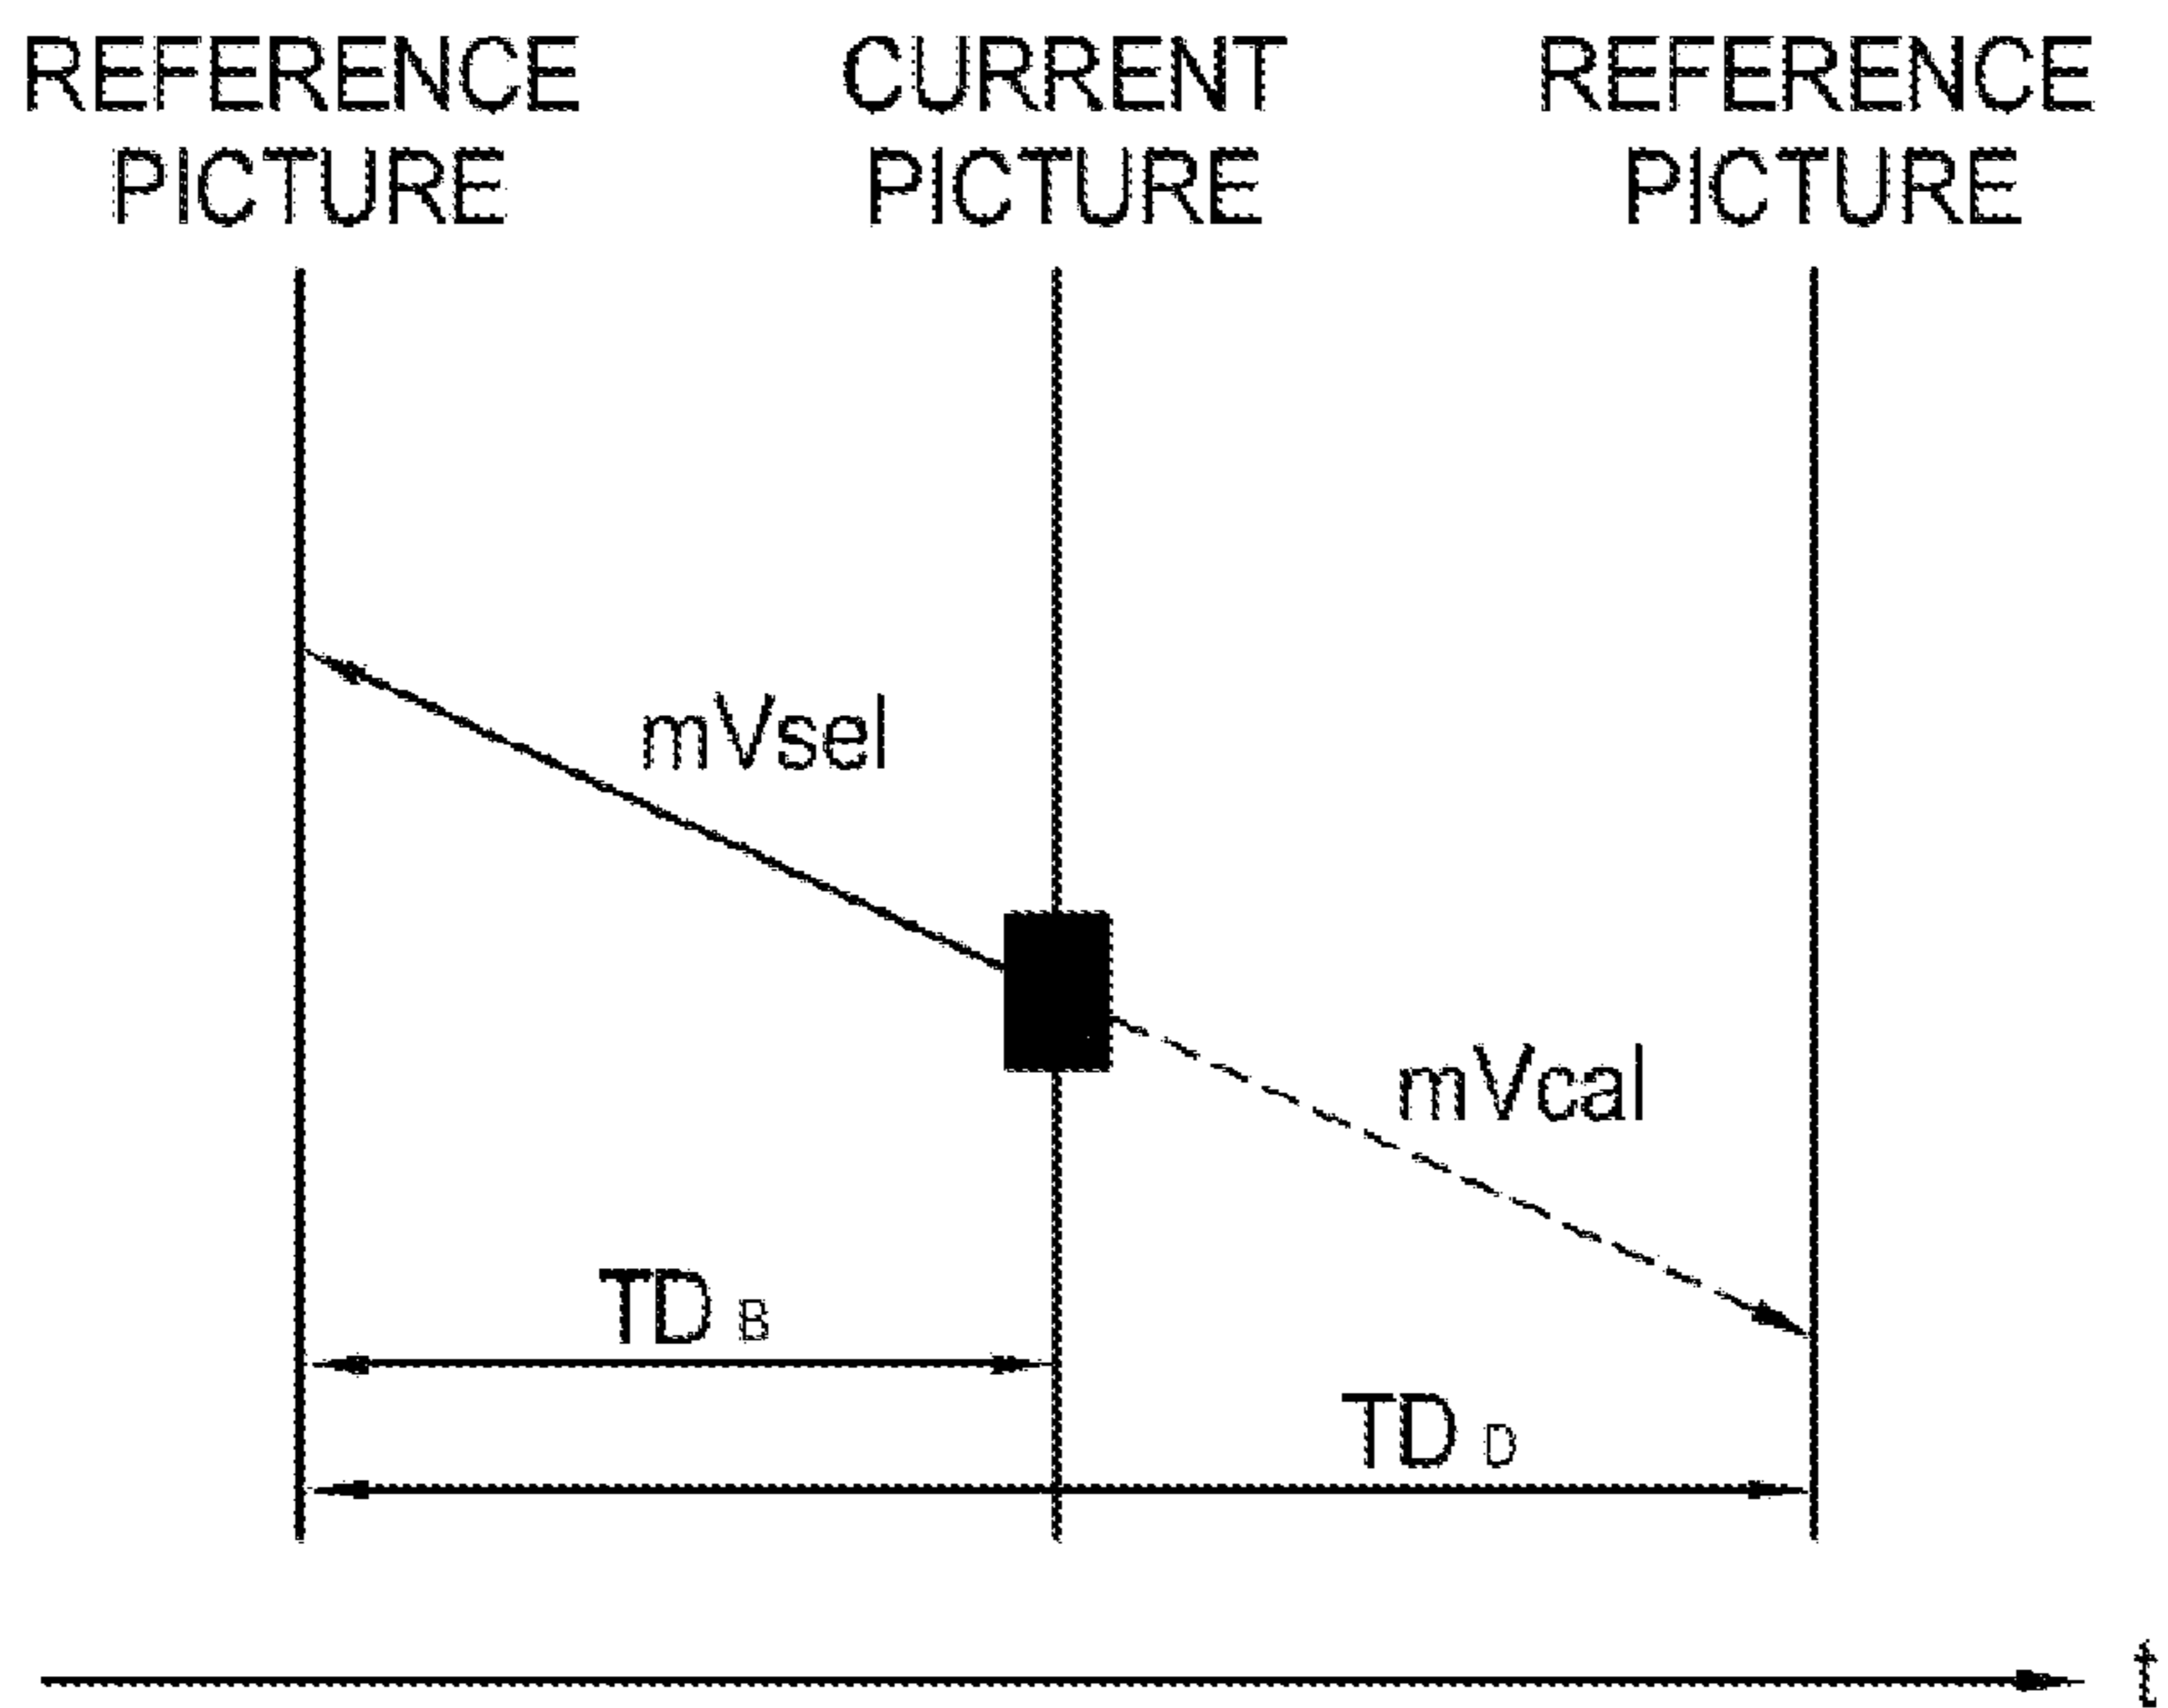 REFERENCE PICTURE
CURRENT PICTURE
REFERENCE PICTURE
mVsel
mVcal
TD B
TD D
t